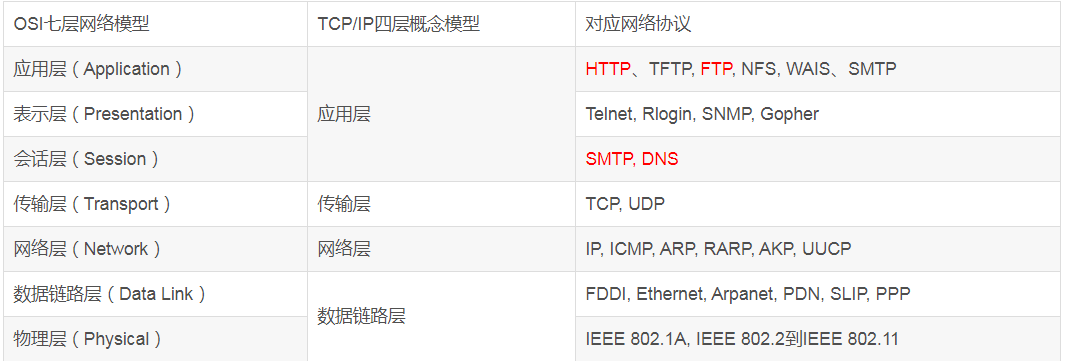 OSI七层网络模型 TCP/IP四层概念模型 对应网络协议
应用层（Application） HTTP、TFTP, FTP, NFS, WAIS、SMTP
表示层（Presentation） 应用层 Telnet, Rlogin, SNMP, Gopher
会话层（Session） SMTP, DNS
传输层（Transport） 传输层 TCP, UDP
网络层（Network） 网络层 IP, ICMP, ARP, RARP, AKP, UUCP
数据链路层（Data Link） FDDI, Ethernet, Arpanet, PDN, SLIP, PPP
数据链路层
物理层（Physical） IEEE 802.1A, IEEE 802.2到IEEE 802.11